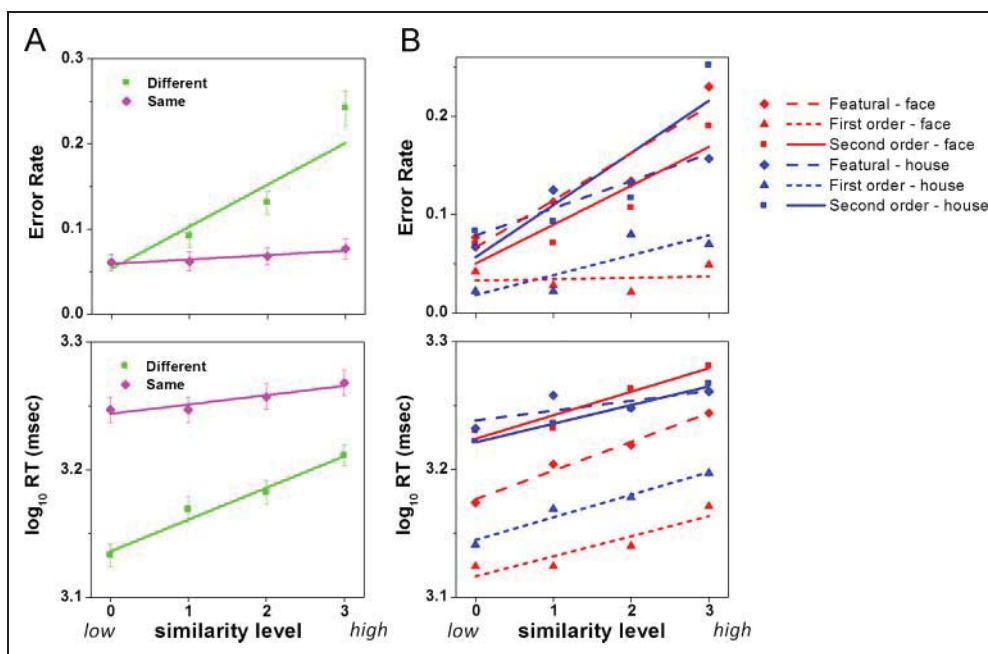 A
B
0.3
0.2
0.1
0.0
Error Rate
Different
Same
0.2
0.1
0.0
Error Rate
Featural - face
First order - face
Second order - face
Featural - house
First order - house
Second order - house
3.3
3.2
3.1
log10 RT (msec)
Different
Same
0 1 2 3
low similarity level high
3.3
3.2
3.1
log10 RT (msec)
0 1 2 3
low similarity level high